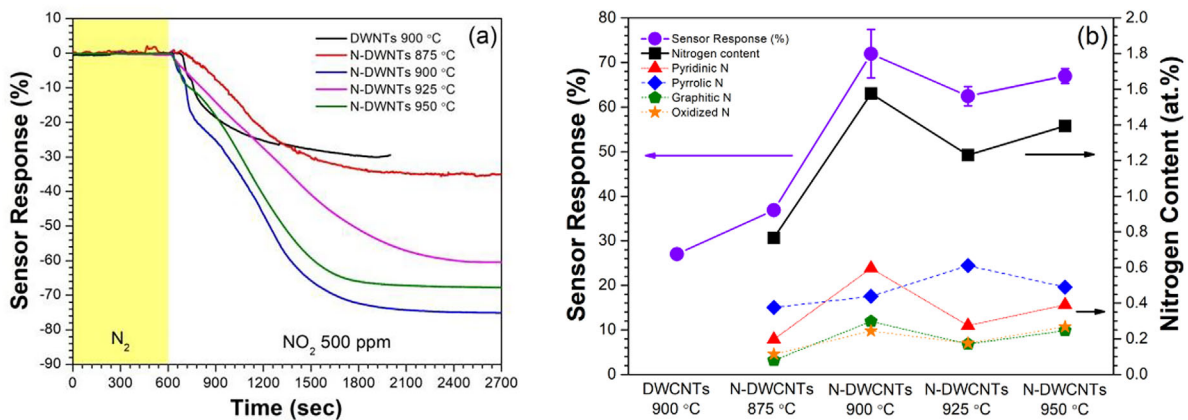 (a)
DWNTs 900 °C
N-DWNTs 875 °C
N-DWNTs 900 °C
N-DWNTs 925 °C
N-DWNTs 950 °C
Sensor Response (%)
10
0
-10
-20
-30
-40
-50
-60
-70
-80
-90
N2
NO2 500 ppm
0 300 600 900 1200 1500 1800 2100 2400 2700
Time (sec)
(b)
Sensor Response (%)
Nitrogen content
Pyridinic N
Pyrrolic N
Graphitic N
Oxidized N
Sensor Response (%)
80
70
60
50
40
30
20
10
0
2.0
1.8
1.6
1.4
1.2
1.0
0.8
0.6
0.4
0.2
0.0
Nitrogen Content (at.%)
DWCNTs N-DWCNTs N-DWCNTs N-DWCNTs N-DWCNTs
900 °C 875 °C 900 °C 925 °C 950 °C